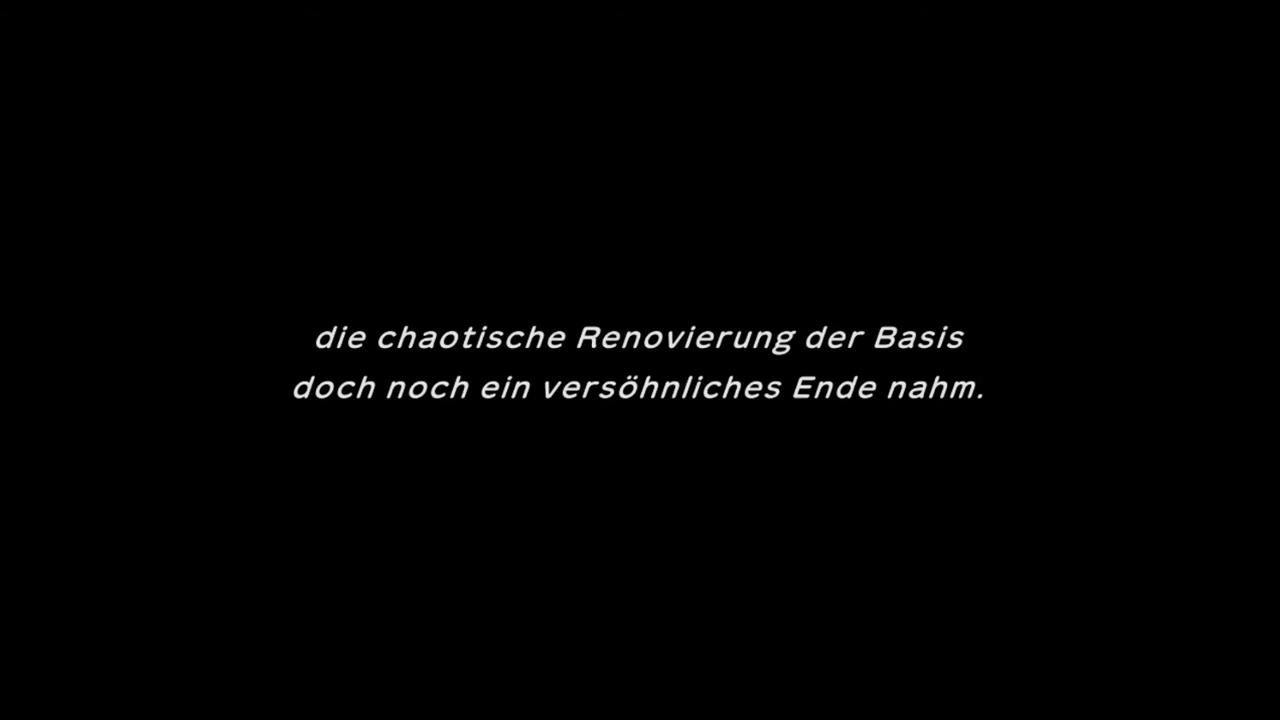 die chaotische Renovierung der Basis
doch noch ein versöhnliches Ende nahm.